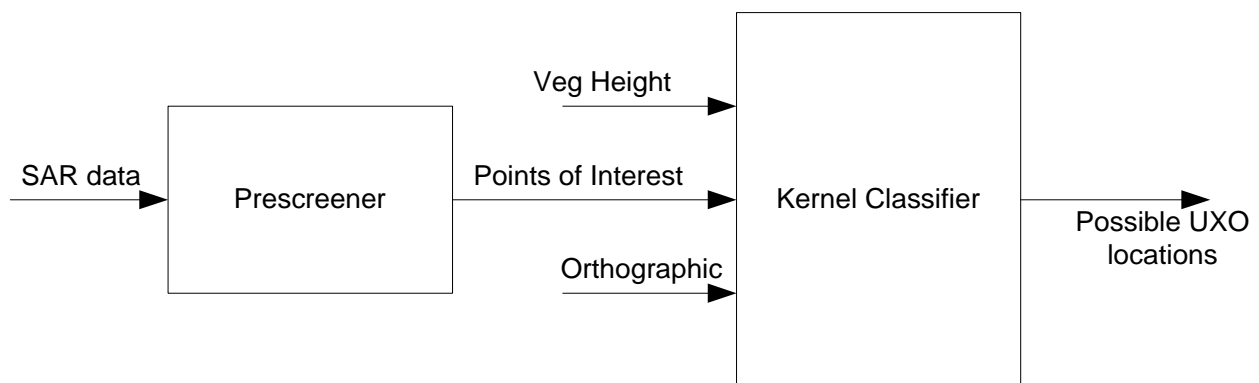 SAR data
Prescreener
Veg Height
Points of Interest
Orthographic
Kernel Classifier
Possible UXO
locations